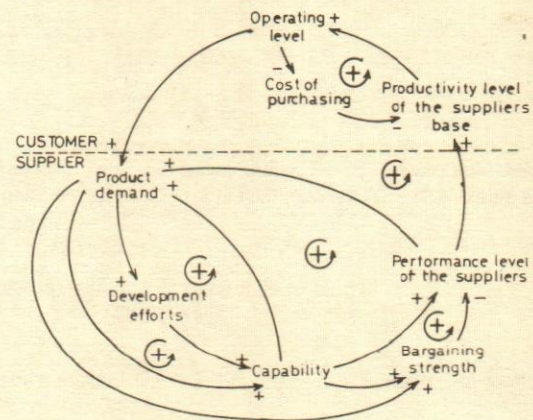 Operating +
level
−
Cost of
purchasing
+
Productivity level
of the suppliers
base
−
+
CUSTOMER +
SUPPLER
Product
demand
+
+
+
Performance level
of the suppliers
+
−
+
+
+
Development
efforts
+
+
+
+
Capability
+
Bargaining
strength
+
+